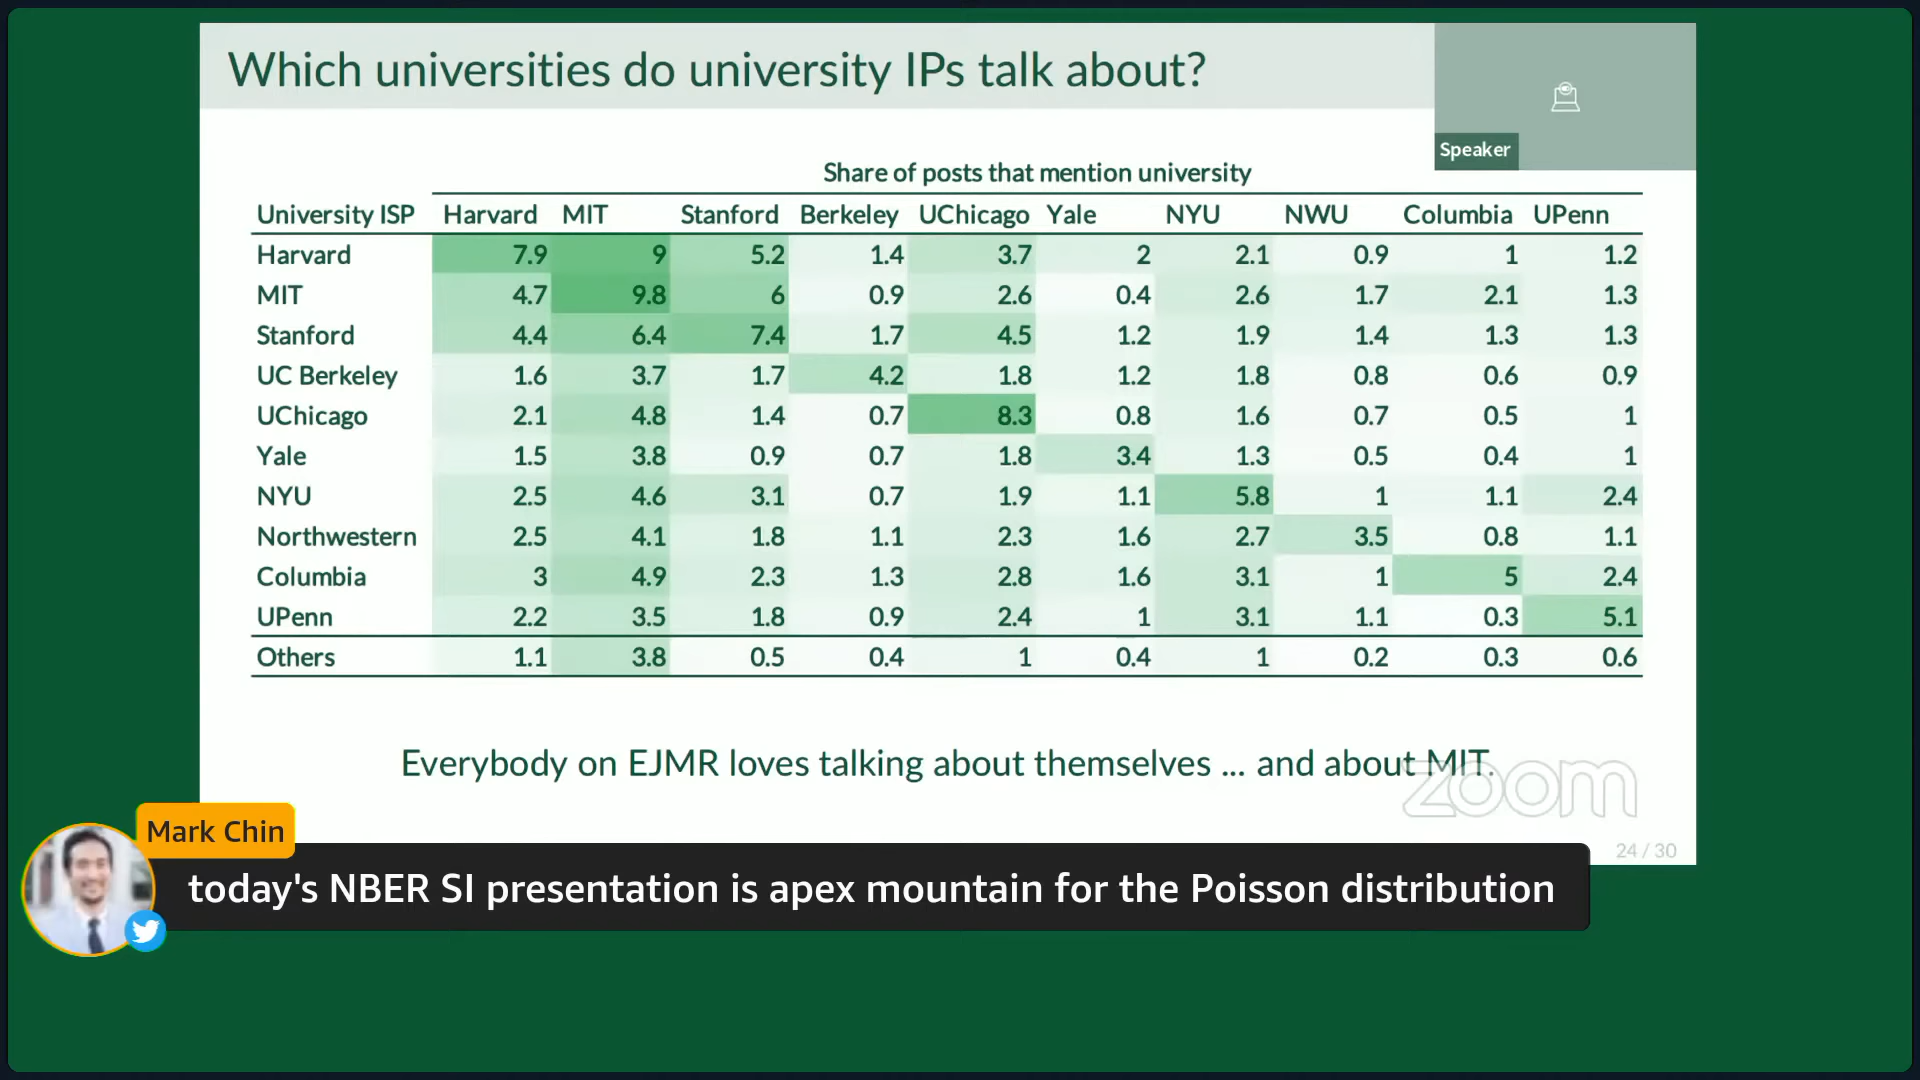 Which universities do university IPs talk about?
Speaker
Share of posts that mention university
University ISP Harvard MIT Stanford Berkeley UChicago Yale NYU NWU Columbia UPenn
Harvard 7.9 9 5.2 1.4 3.7 2 2.1 0.9 1 1.2
MIT 4.7 9.8 6 0.9 2.6 0.4 2.6 1.7 2.1 1.3
Stanford 4.4 6.4 7.4 1.7 4.5 1.2 1.9 1.4 1.3 1.3
UC Berkeley 1.6 3.7 1.7 4.2 1.8 1.2 1.8 0.8 0.6 0.9
UChicago 2.1 4.8 1.4 0.7 8.3 0.8 1.6 0.7 0.5 1
Yale 1.5 3.8 0.9 0.7 1.8 3.4 1.3 0.5 0.4 1
NYU 2.5 4.6 3.1 0.7 1.9 1.1 5.8 1 1.1 2.4
Northwestern 2.5 4.1 1.8 1.1 2.3 1.6 2.7 3.5 0.8 1.1
Columbia 3 4.9 2.3 1.3 2.8 1.6 3.1 1 5 2.4
UPenn 2.2 3.5 1.8 0.9 2.4 1 3.1 1.1 0.3 5.1
Others 1.1 3.8 0.5 0.4 1 0.4 1 0.2 0.3 0.6
Everybody on EJMR loves talking about themselves ... and about MIT.
zoom
24 / 30
Mark Chin
today's NBER SI presentation is apex mountain for the Poisson distribution